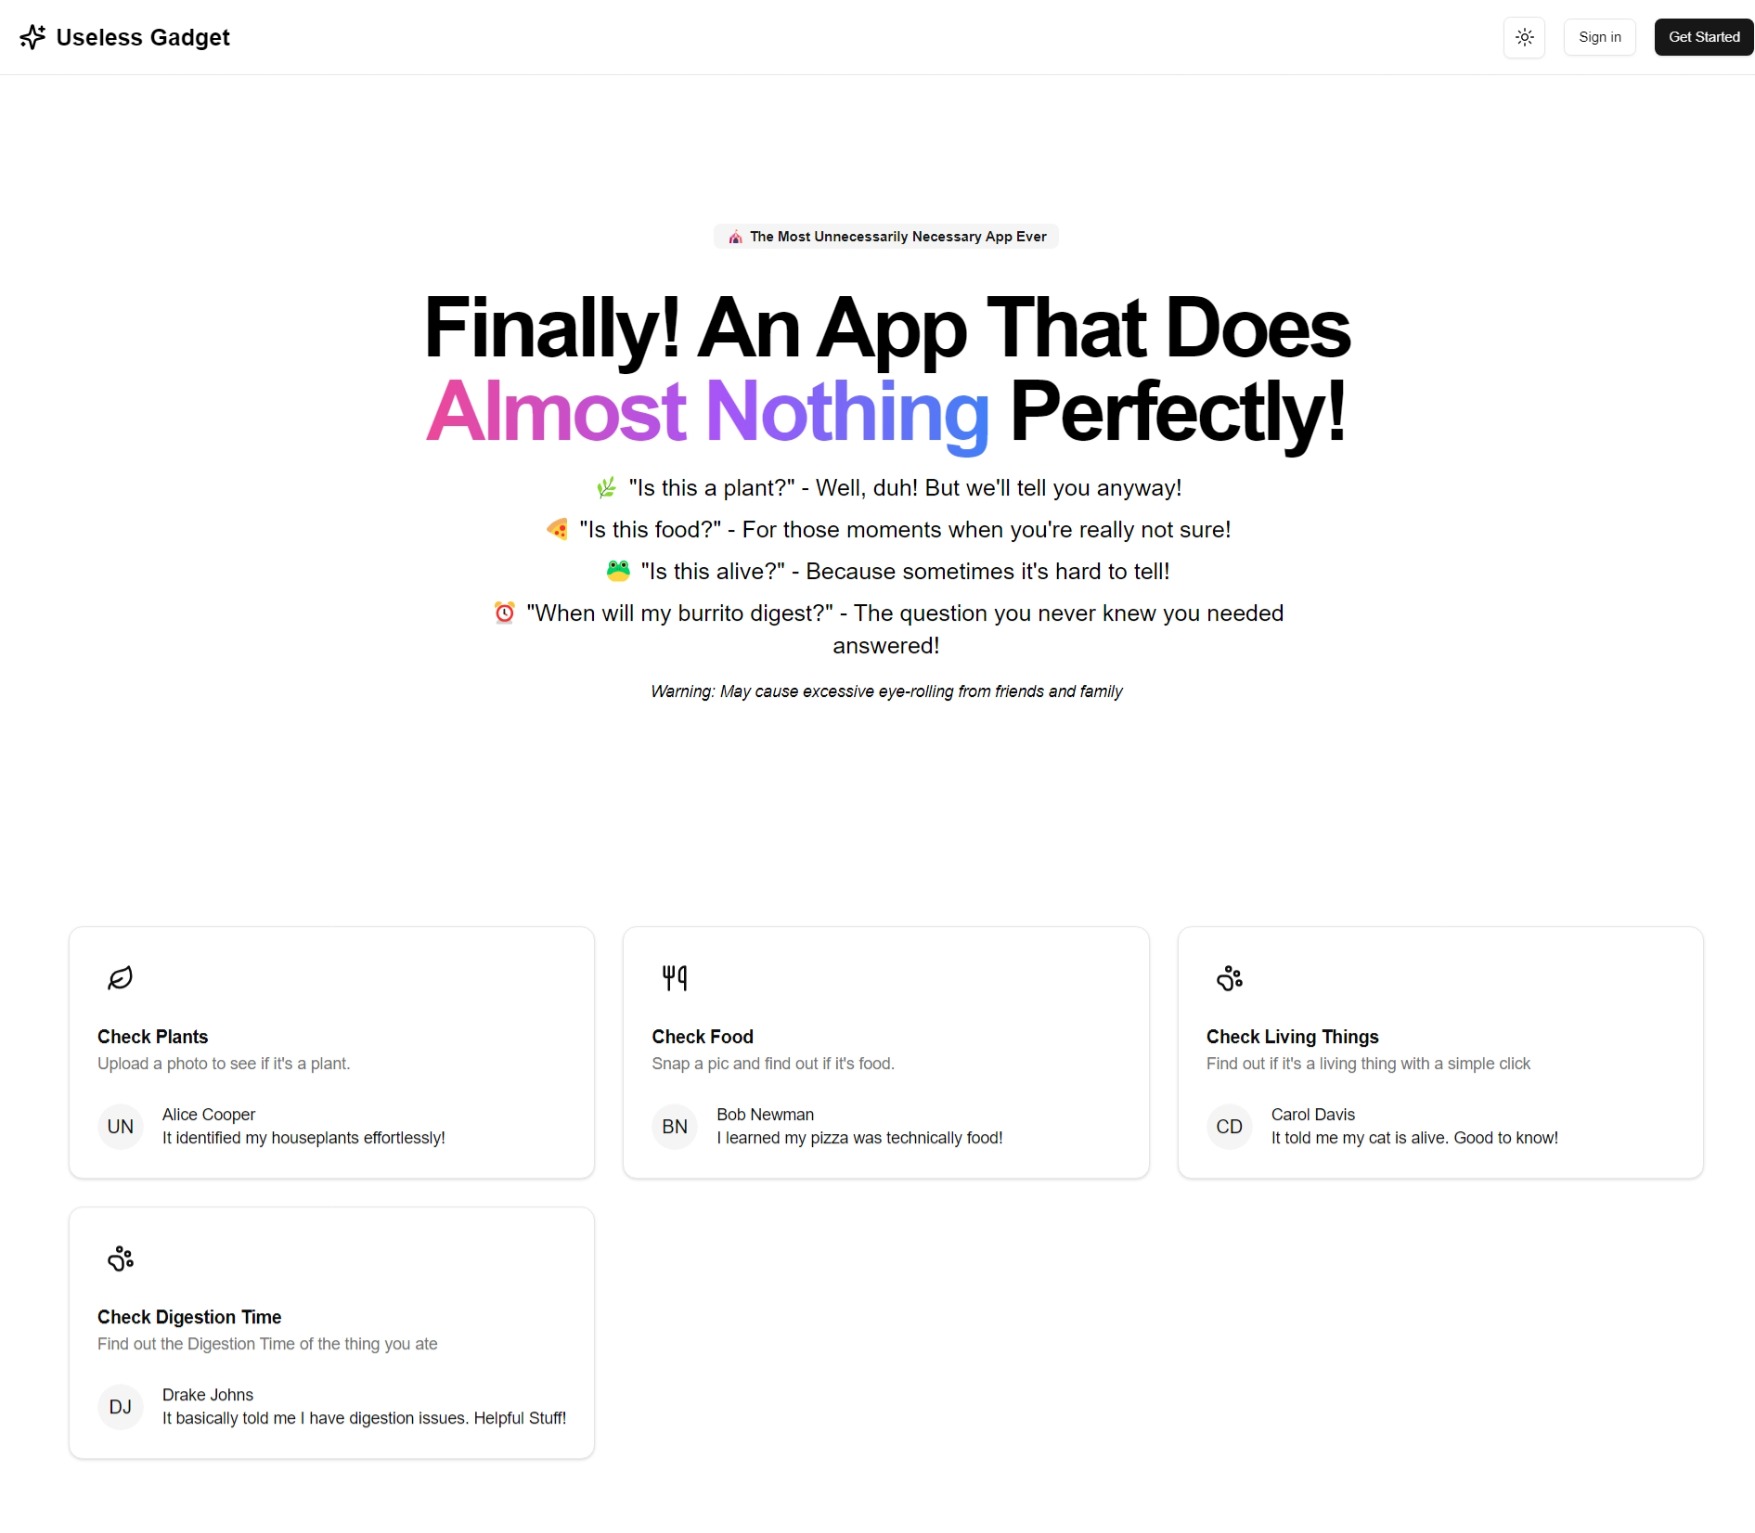 Useless Gadget
Sign in
Get Started
The Most Unnecessarily Necessary App Ever
Finally! An App That Does
Almost Nothing Perfectly!
"Is this a plant?" - Well, duh! But we'll tell you anyway!
"Is this food?" - For those moments when you're really not sure!
"Is this alive?" - Because sometimes it's hard to tell!
"When will my burrito digest?" - The question you never knew you needed
answered!
Warning: May cause excessive eye-rolling from friends and family
Check Plants
Upload a photo to see if it's a plant.
UN
Alice Cooper
It identified my houseplants effortlessly!
Check Food
Snap a pic and find out if it's food.
BN
Bob Newman
I learned my pizza was technically food!
Check Living Things
Find out if it's a living thing with a simple click
CD
Carol Davis
It told me my cat is alive. Good to know!
Check Digestion Time
Find out the Digestion Time of the thing you ate
DJ
Drake Johns
It basically told me I have digestion issues. Helpful Stuff!